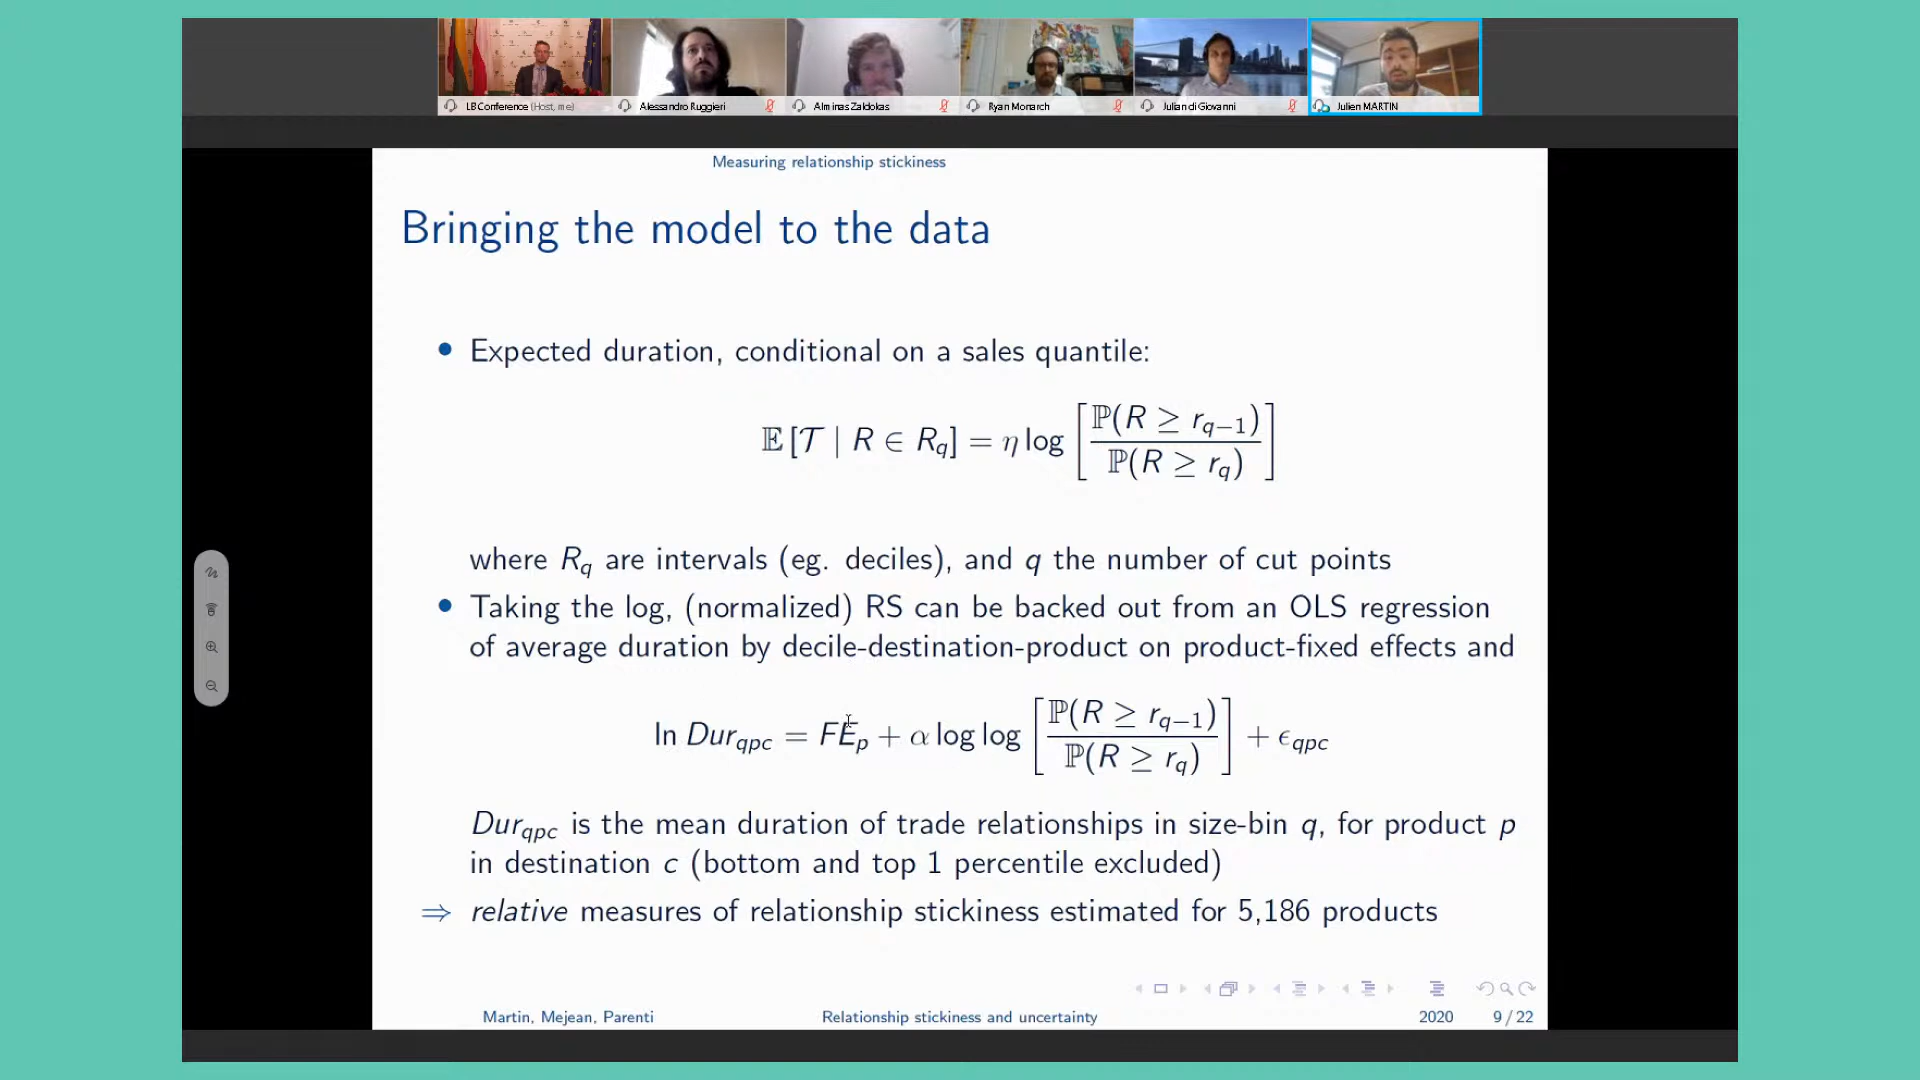 LB Conference (Host, me)
Alessandro Ruggieri
Alminas Zaldokas
Ryan Monarch
Julian di Giovanni
Julien MARTIN
Measuring relationship stickiness
Bringing the model to the data
• Expected duration, conditional on a sales quantile:
𝔼 [𝒯 | R ∈ R_q] = η log [ ℙ(R ≥ r_{q−1}) / ℙ(R ≥ r_q) ]
where R_q are intervals (eg. deciles), and q the number of cut points
• Taking the log, (normalized) RS can be backed out from an OLS regression
of average duration by decile-destination-product on product-fixed effects and
ln Dur_{qpc} = FE_p + α log log [ ℙ(R ≥ r_{q−1}) / ℙ(R ≥ r_q) ] + ϵ_{qpc}
Dur_{qpc} is the mean duration of trade relationships in size-bin q, for product p
in destination c (bottom and top 1 percentile excluded)
⇒ relative measures of relationship stickiness estimated for 5,186 products
Martin, Mejean, Parenti
Relationship stickiness and uncertainty
2020
9 / 22